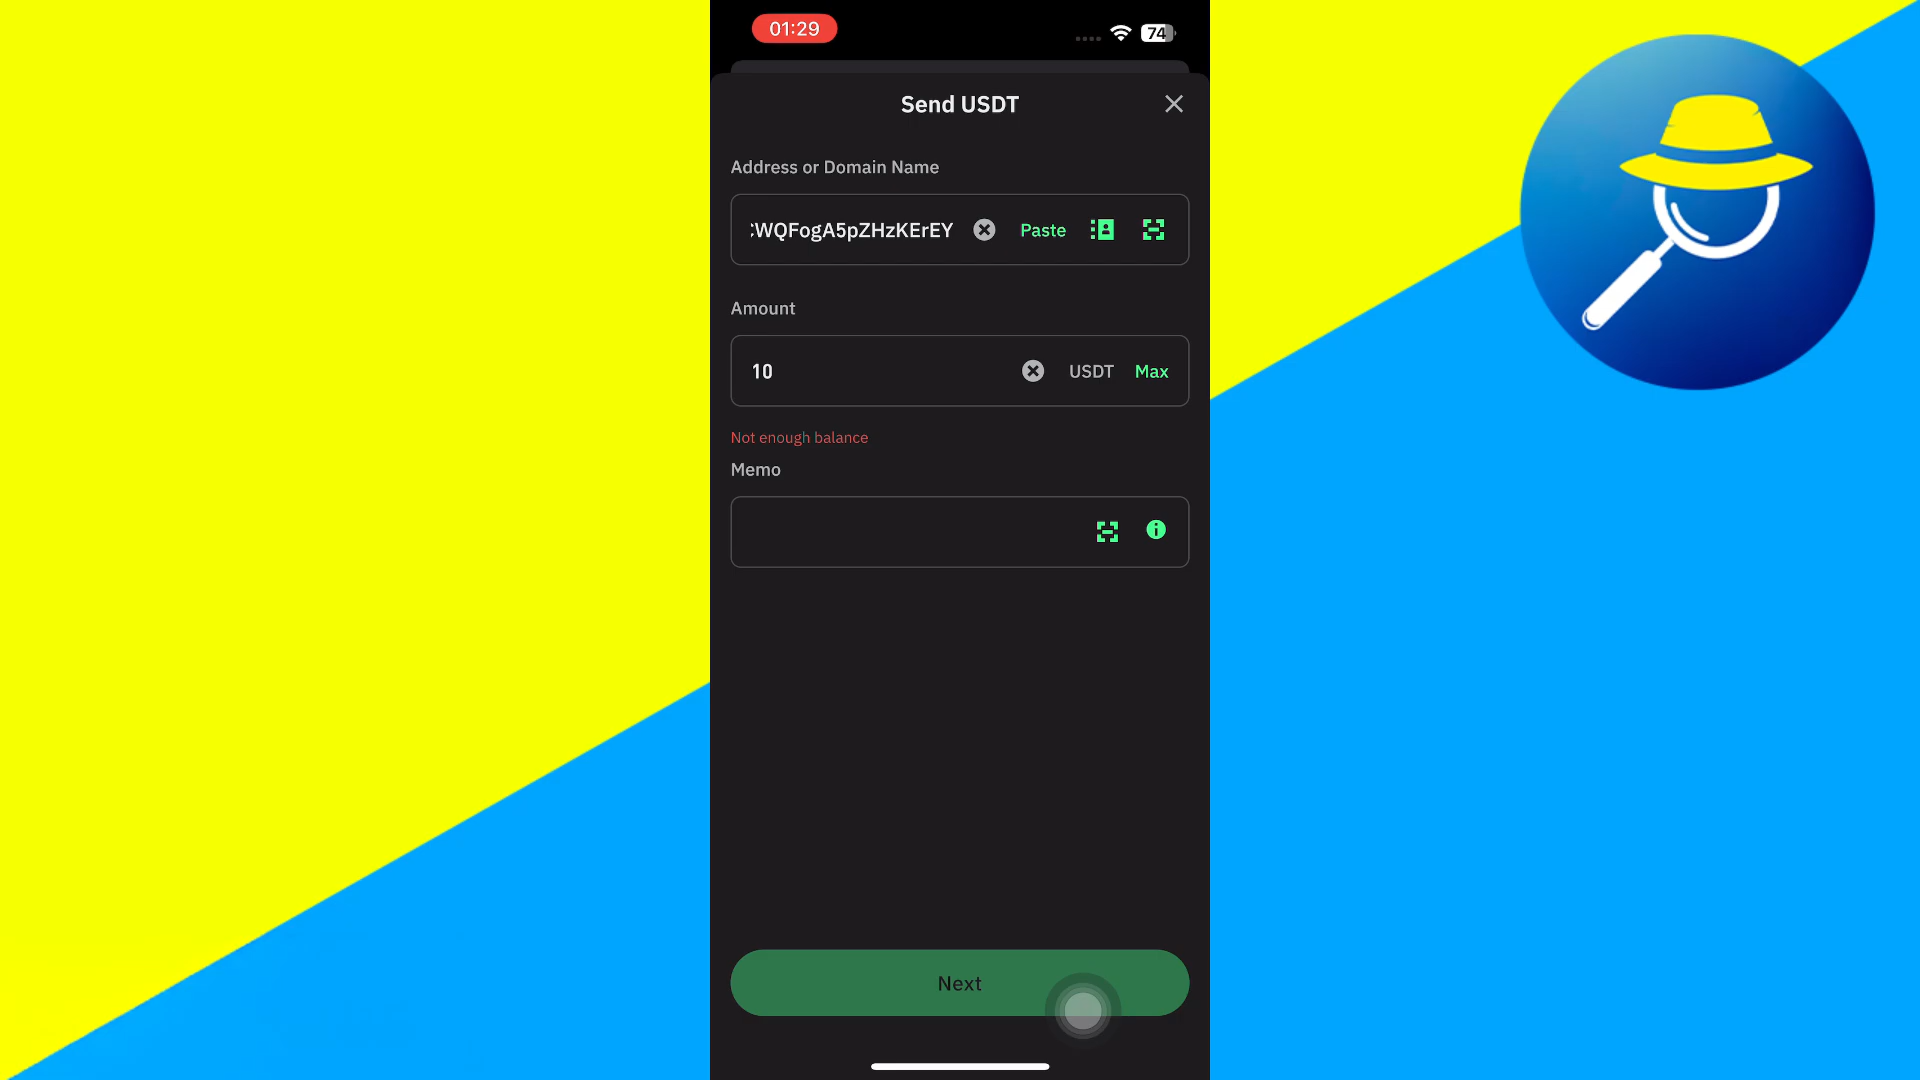 01:29
74
Send USDT
Address or Domain Name
WQFogA5pZHzKErEY
Paste
Amount
10
USDT
Max
Not enough balance
Memo
Next